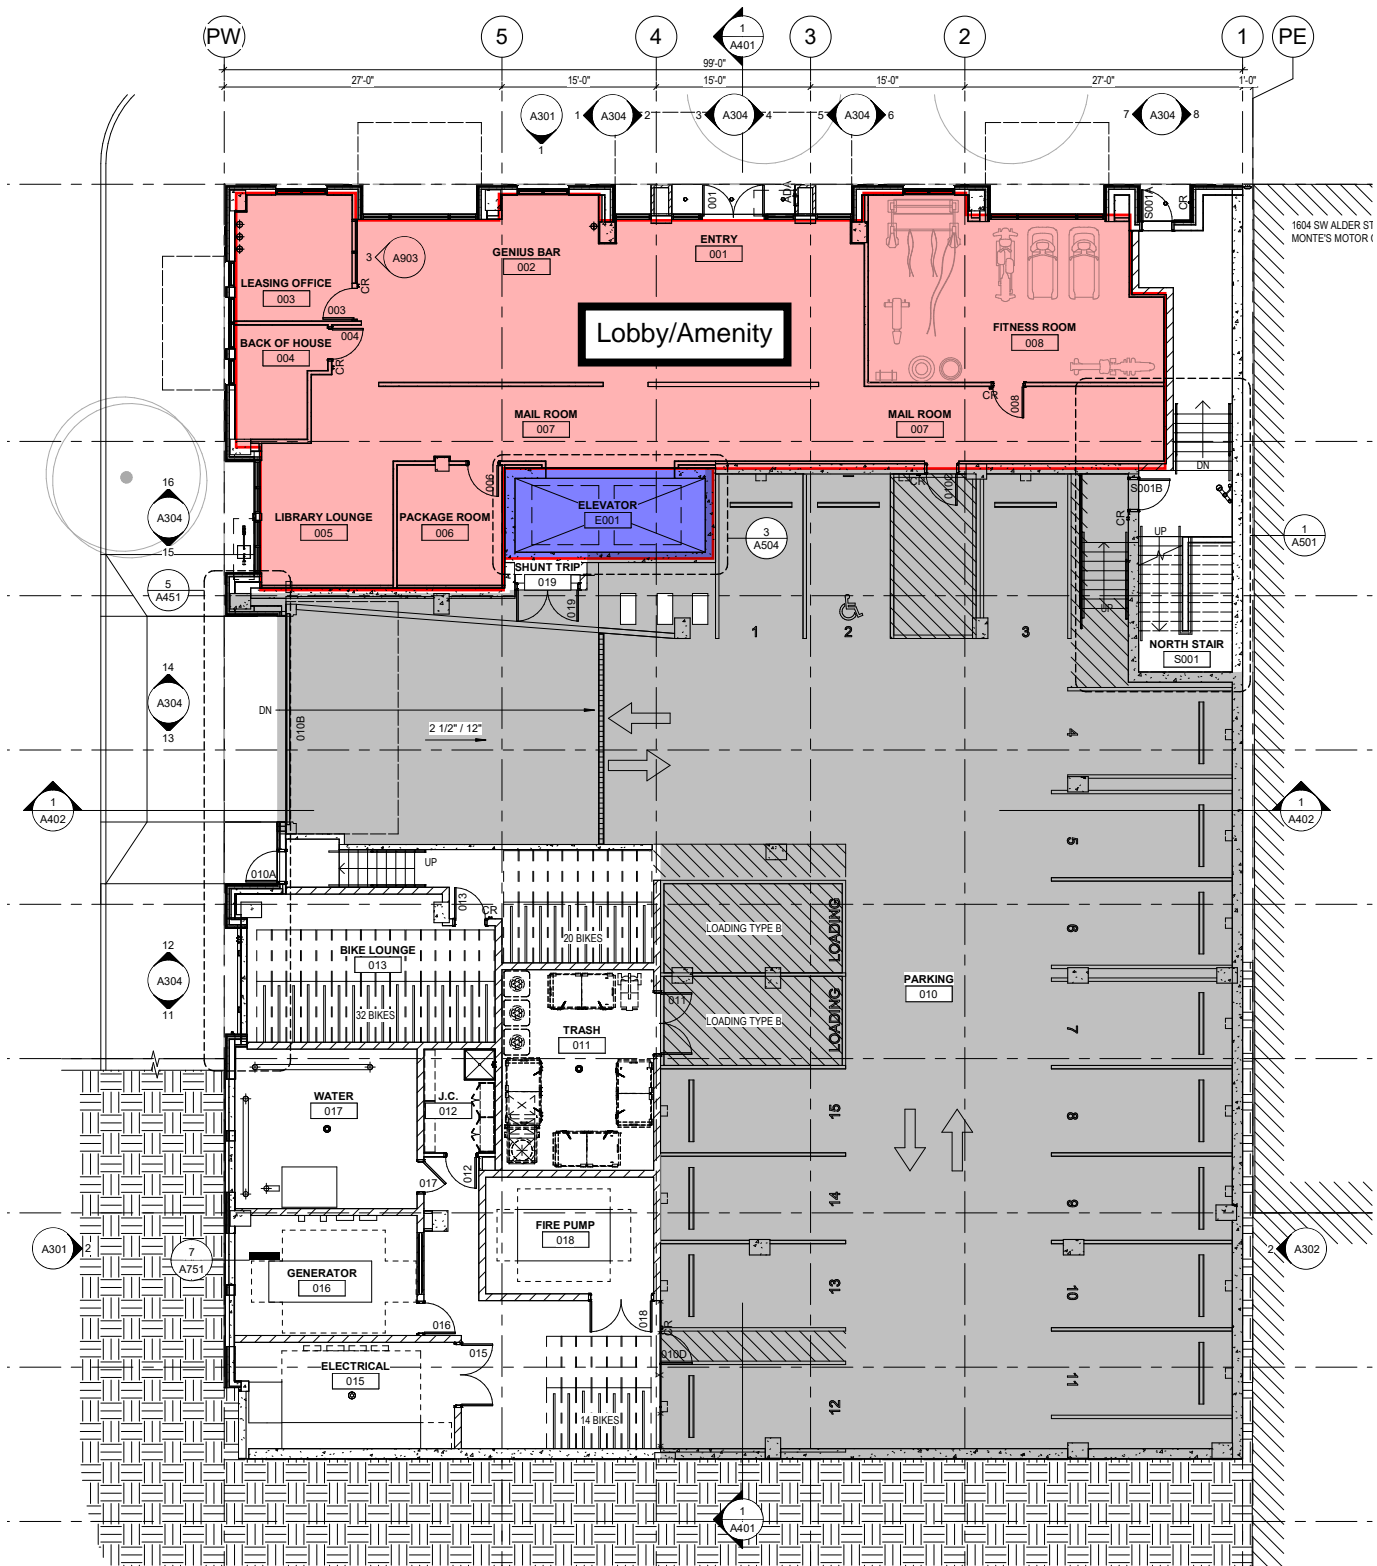 PW
5
4
1
A401
3
2
1
PE
99'-0"
27'-0"
15'-0"
15'-0"
15'-0"
27'-0"
1'-0"
A301
1
1
A304
2
3
A304
4
5
A304
6
7
A304
8
001
ADA
S001A
CR
1604 SW ALDER ST
MONTE'S MOTOR
GENIUS BAR
002
ENTRY
001
3
A903
LEASING OFFICE
003
CR
003
Lobby/Amenity
FITNESS ROOM
008
BACK OF HOUSE
004
004
CR
CR
008
MAIL ROOM
007
MAIL ROOM
007
DN
16
A304
15
LIBRARY LOUNGE
005
PACKAGE ROOM
006
006
ELEVATOR
E001
CR
010C
S001B
CR
UP
3
A504
1
A501
5
A451
SHUNT TRIP
019
019
1
2
3
UP
NORTH STAIR
S001
14
A304
13
DN
010B
2 1/2" / 12"
4
1
A402
1
A402
5
010A
UP
013
CR
20 BIKES
LOADING TYPE B
LOADING
6
BIKE LOUNGE
013
12
A304
11
32 BIKES
PARKING
010
011
TRASH
011
LOADING TYPE B
LOADING
7
WATER
017
J.C.
012
15
8
017
012
14
9
FIRE PUMP
018
A301
2
7
A751
2
A302
GENERATOR
016
13
10
016
018
CR
015
010D
ELECTRICAL
015
14 BIKES
12
11
1
A401